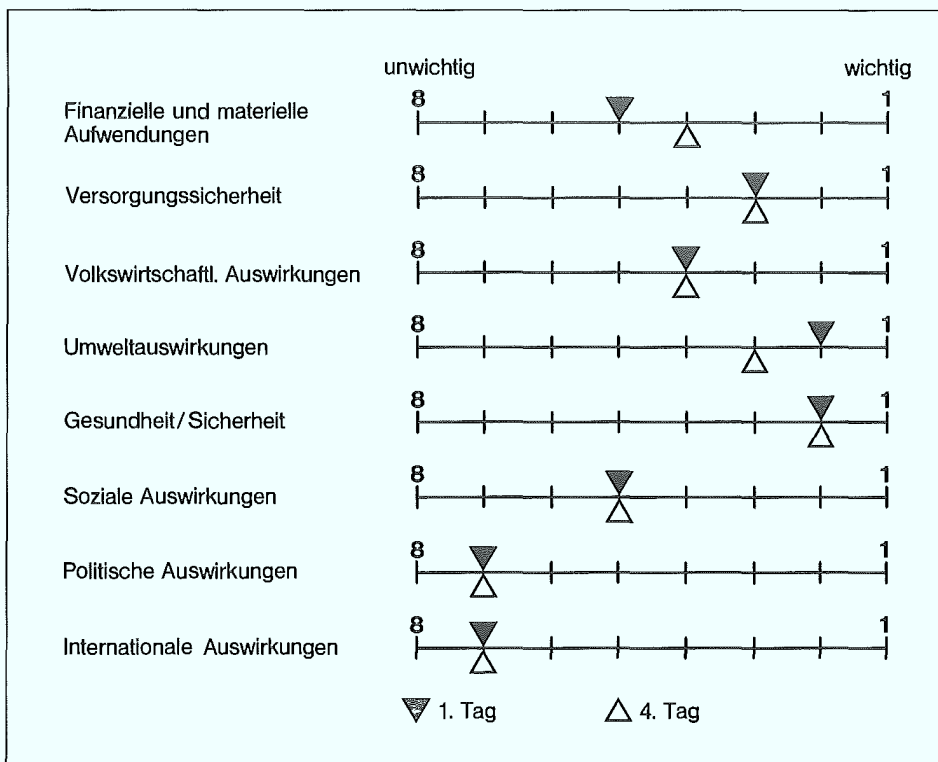 unwichtig wichtig
Finanzielle und materielle
Aufwendungen
8 1
Versorgungssicherheit
8 1
Volkswirtschaftl. Auswirkungen
8 1
Umweltauswirkungen
8 1
Gesundheit/Sicherheit
8 1
Soziale Auswirkungen
8 1
Politische Auswirkungen
8 1
Internationale Auswirkungen
8 1
1. Tag 4. Tag